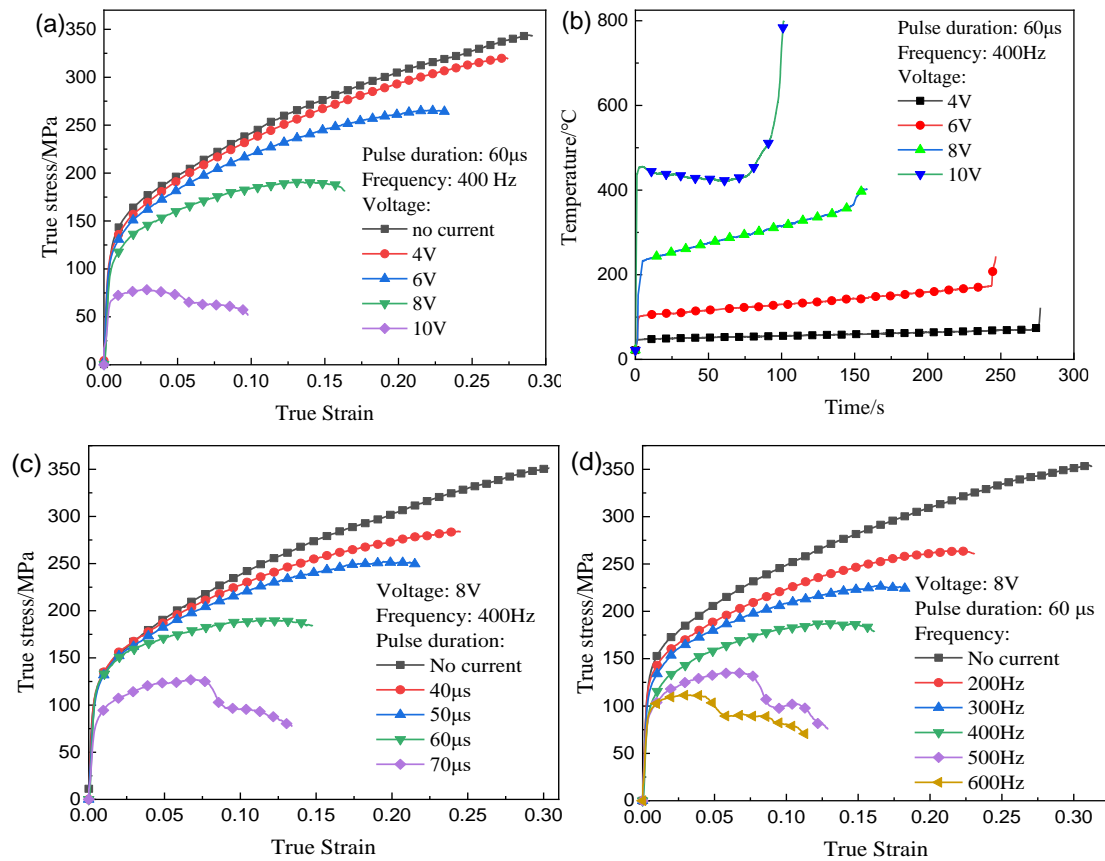 (a)
350
300
250
200
150
100
50
0
True stress/MPa
Pulse duration: 60μs
Frequency: 400 Hz
Voltage:
no current
4V
6V
8V
10V
0.00 0.05 0.10 0.15 0.20 0.25 0.30
True Strain
(b)
800
600
400
200
0
Temperature/°C
Pulse duration: 60μs
Frequency: 400Hz
Voltage:
4V
6V
8V
10V
0 50 100 150 200 250 300
Time/s
(c)
350
300
250
200
150
100
50
0
True stress/MPa
Voltage: 8V
Frequency: 400Hz
Pulse duration:
No current
40μs
50μs
60μs
70μs
0.00 0.05 0.10 0.15 0.20 0.25 0.30
True Strain
(d)
350
300
250
200
150
100
50
0
True stress/MPa
Voltage: 8V
Pulse duration: 60 μs
Frequency:
No current
200Hz
300Hz
400Hz
500Hz
600Hz
0.00 0.05 0.10 0.15 0.20 0.25 0.30
True Strain